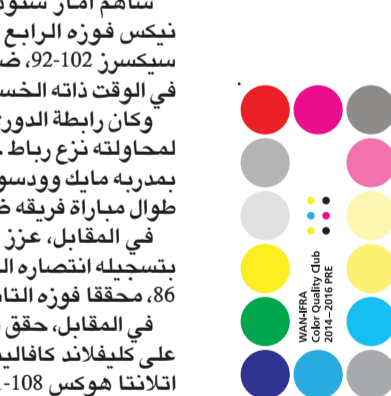 ساهم امار
نيكس فوزه الرابع
سيكسرز 102-92، ض
في الوقت ذاته الخس
وكان رابطة الدور
لمحاولته نزع رباط
بمدربه مايك وودسو
طوال مباراة فريقه ض
في المقابل، عزز
بتسجيله انتصاره ال
86، محققا فوزه التا
في المقابل، حقق
على كليفلاند كافاليـ
اتلانتا هوكس 108-
WAN-IFRA
Color Quality Club
2014–2016 PRE